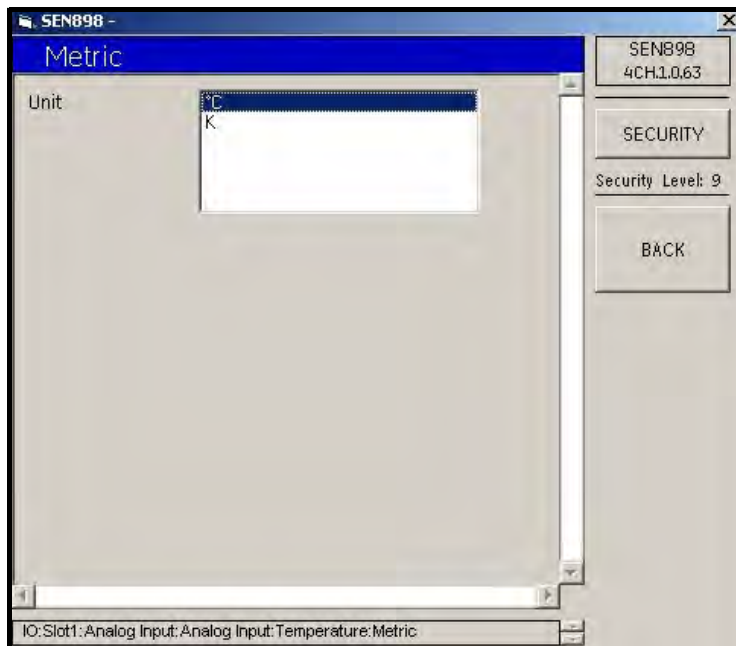 SEN898 -
Metric
Unit
°C
K
SEN898
4CH.1.0.63
SECURITY
Security Level: 9
BACK
IO:Slot1:Analog Input:Analog Input:Temperature:Metric